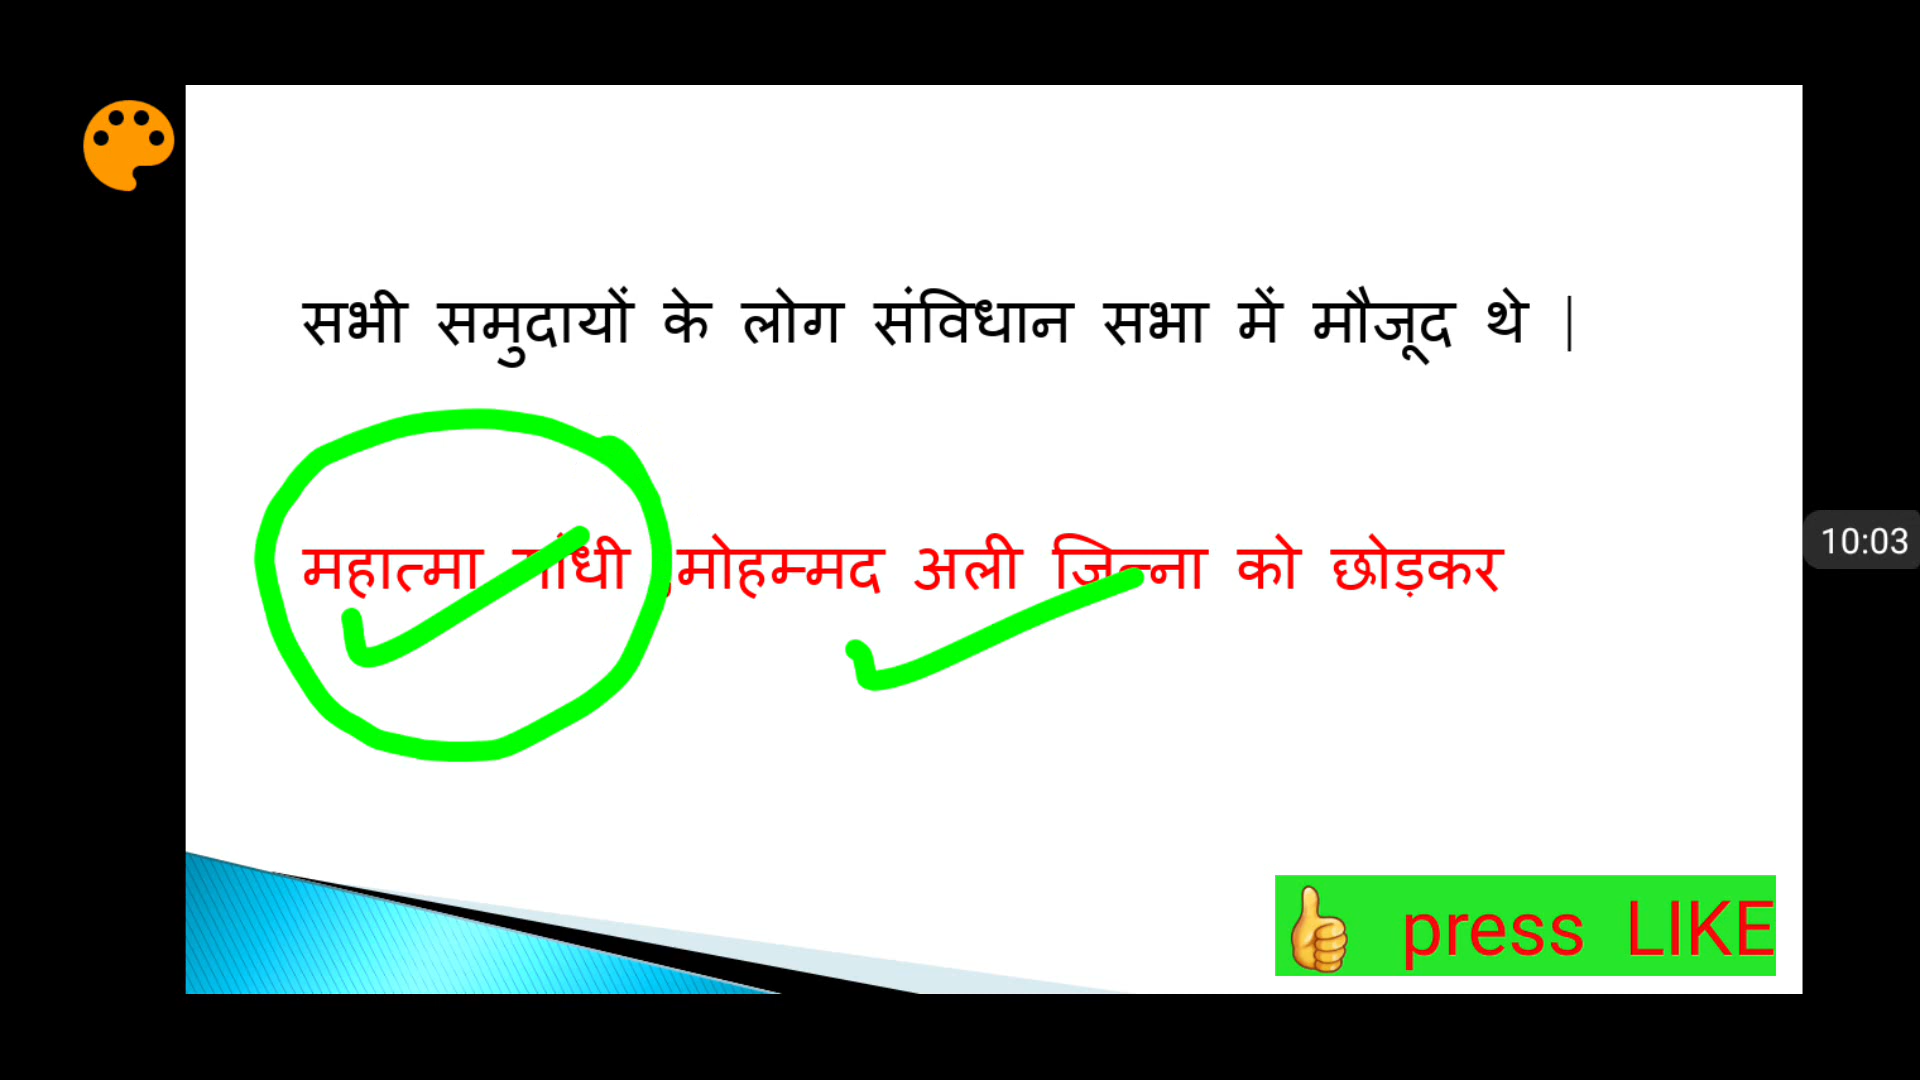 सभी समुदायों के लोग संविधान सभा में मौजूद थे |
महात्मा गांधी ,मोहम्मद अली जिन्ना को छोड़कर
10:03
press LIKE